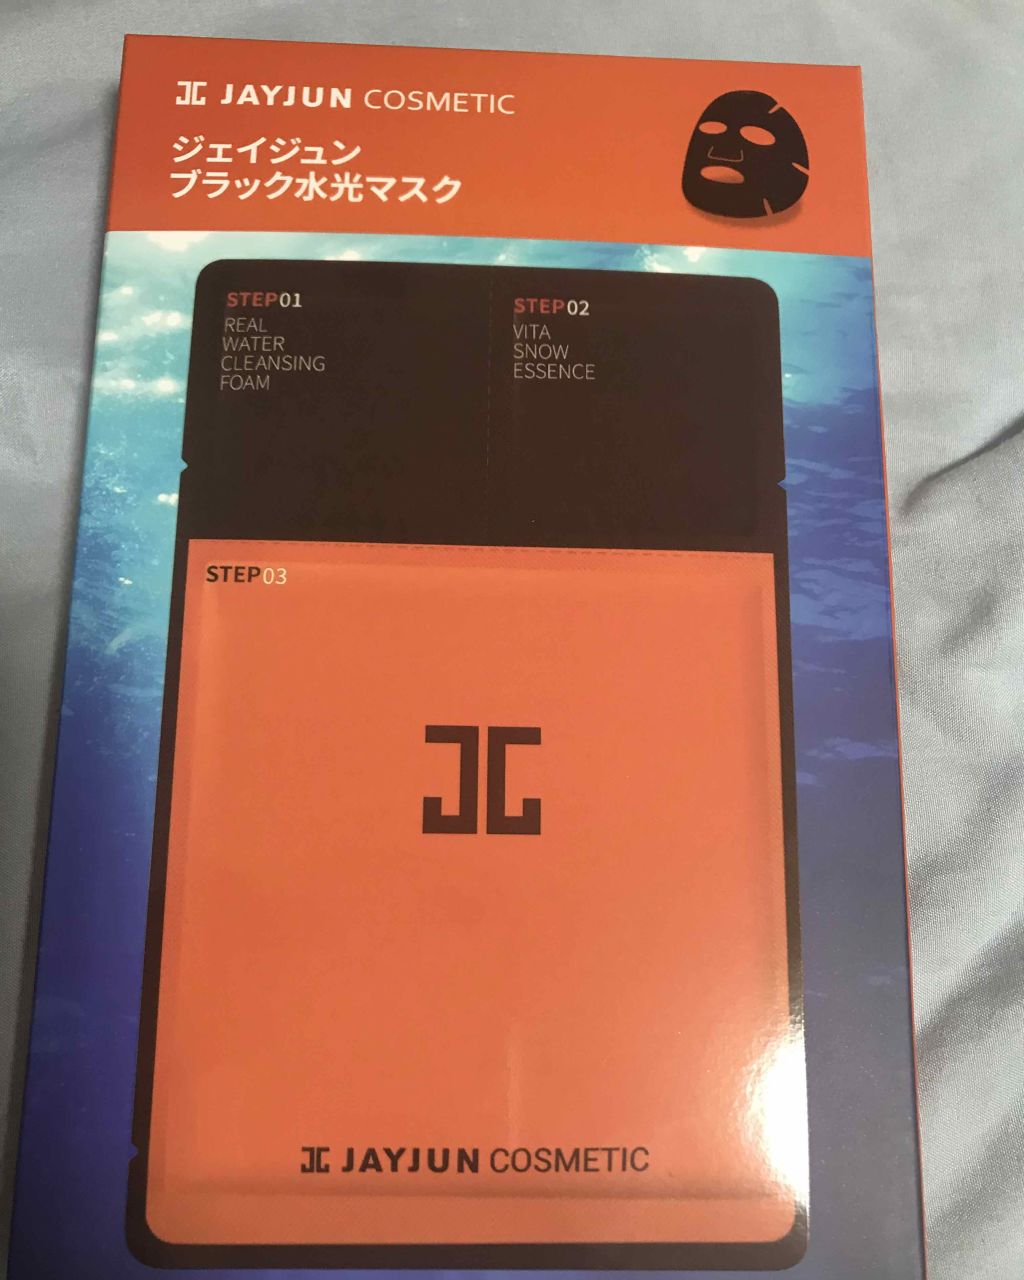 JAYJUN COSMETIC
ジェイジュン
ブラック水光マスク
STEP01
REAL
WATER
CLEANSING
FOAM
STEP02
VITA
SNOW
ESSENCE
STEP03
JAYJUN COSMETIC